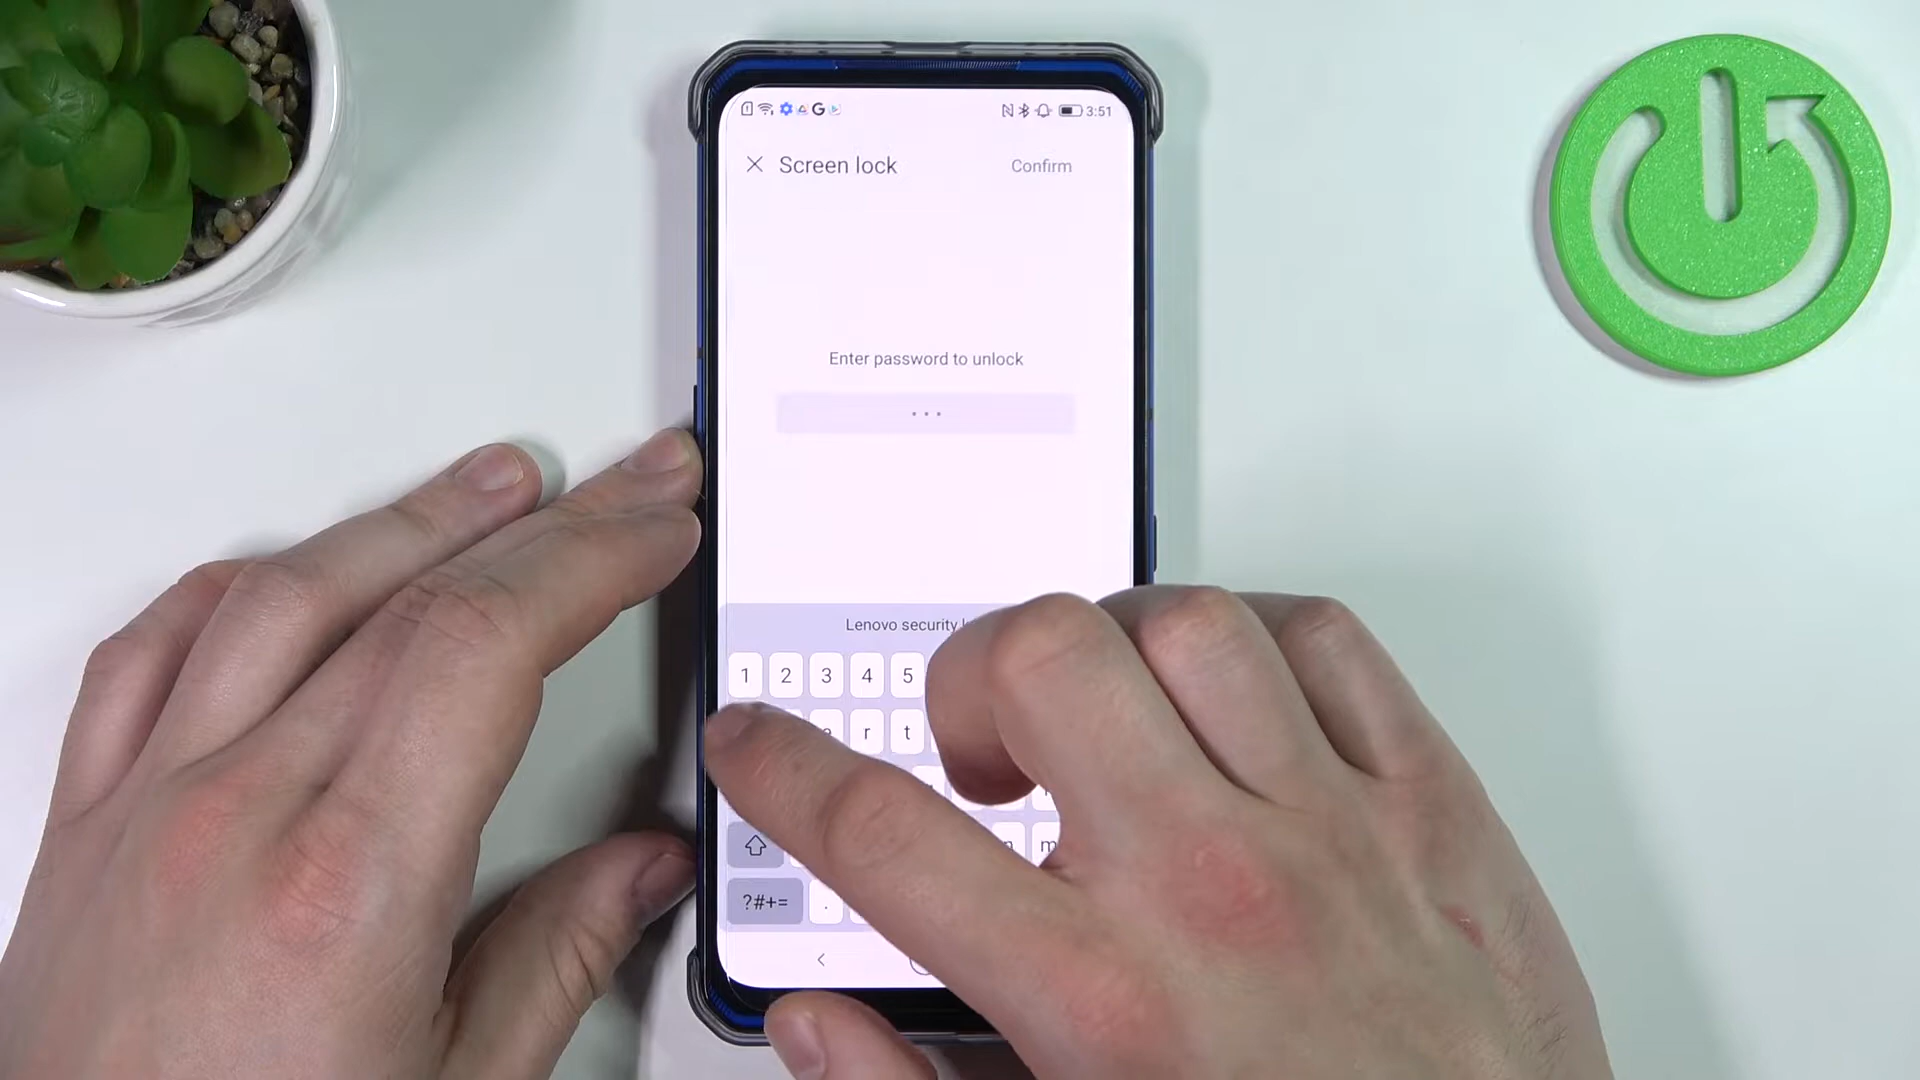 3:51
Screen lock
Confirm
Enter password to unlock
Lenovo security
1 2 3 4 5
r t
m
?#+= .